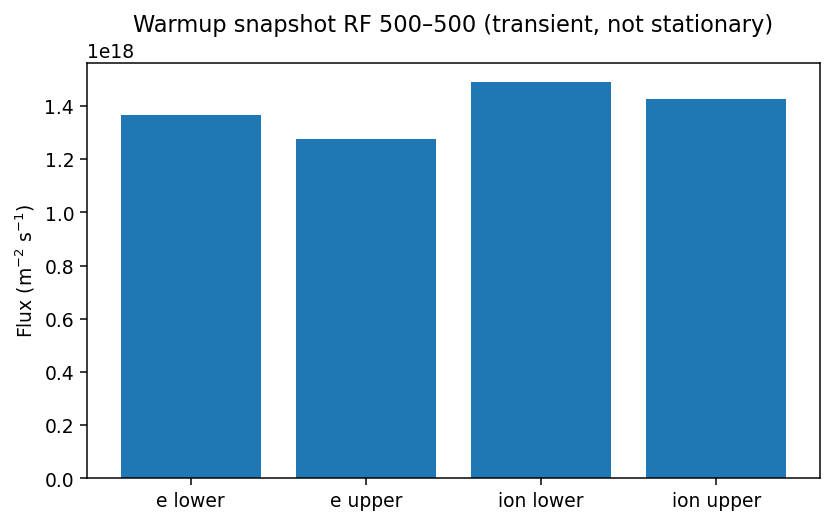 Warmup snapshot RF 500–500 (transient, not stationary)
1e18
Flux (m⁻² s⁻¹)
1.4
1.2
1.0
0.8
0.6
0.4
0.2
0.0
e lower
e upper
ion lower
ion upper